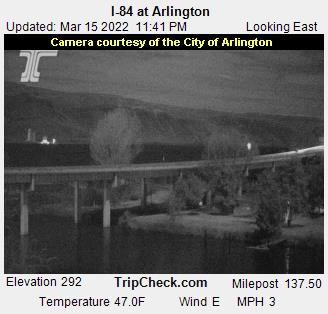 I-84 at Arlington
Updated: Mar 15 2022 11:41 PM Looking East
Camera courtesy of the City of Arlington
Elevation 292 TripCheck.com Milepost 137.50
Temperature 47.0F Wind E MPH 3